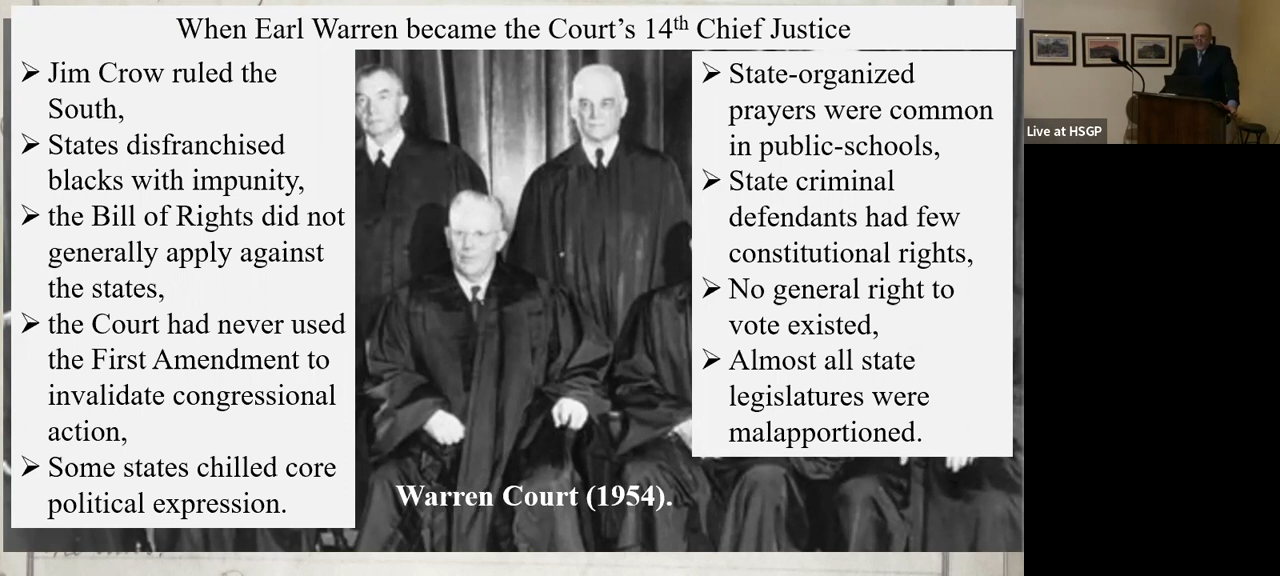 When Earl Warren became the Court’s 14th Chief Justice
➢ Jim Crow ruled the
South,
➢ States disfranchised
blacks with impunity,
➢ the Bill of Rights did not
generally apply against
the states,
➢ the Court had never used
the First Amendment to
invalidate congressional
action,
➢ Some states chilled core
political expression.
➢ State-organized
prayers were common
in public-schools,
➢ State criminal
defendants had few
constitutional rights,
➢ No general right to
vote existed,
➢ Almost all state
legislatures were
malapportioned.
Warren Court (1954).
Live at HSGP